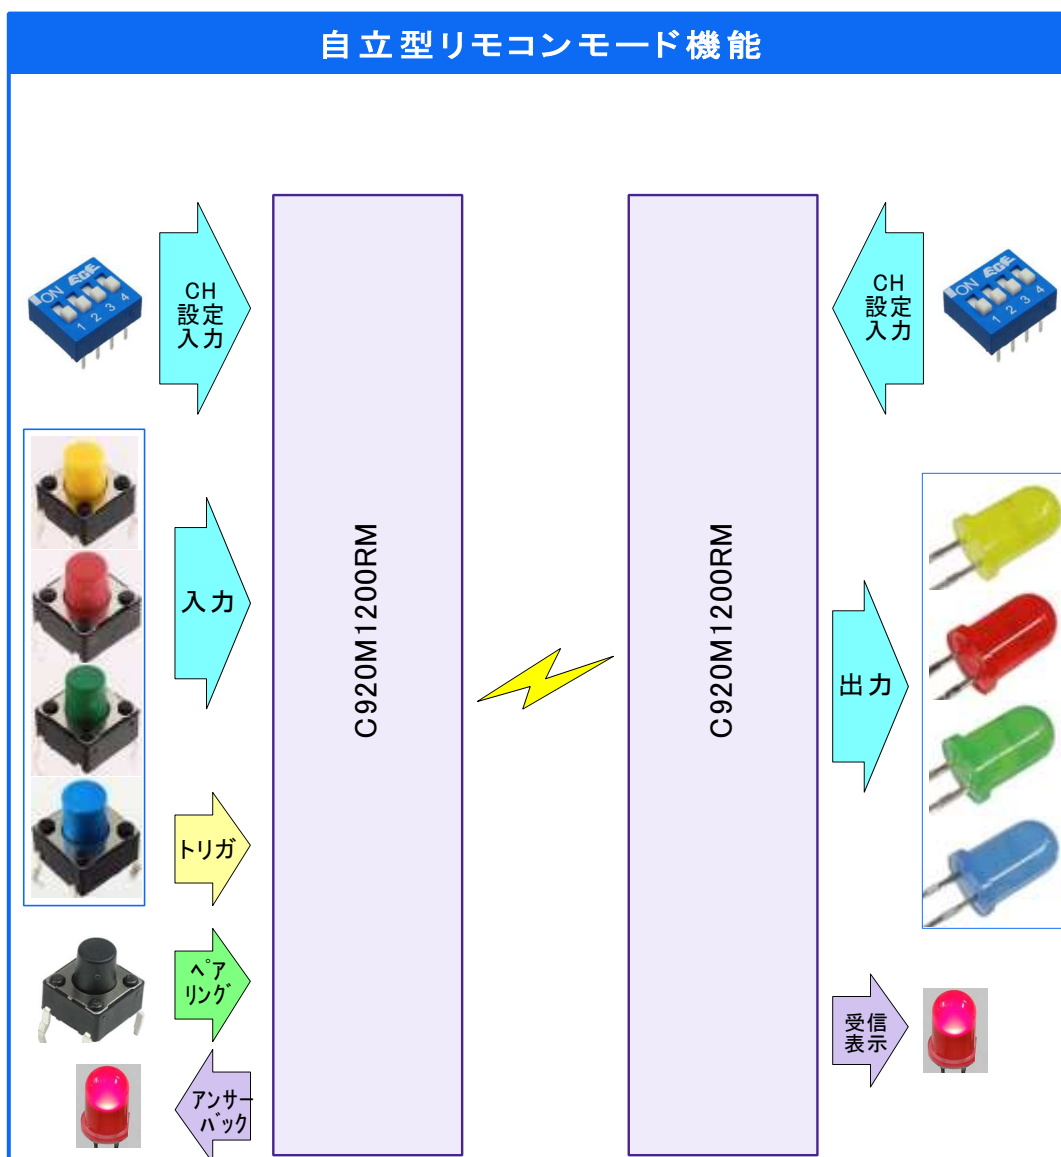 自立型リモコンモード機能
CH
設定
入力
ON
1 2 3 4
入力
トリガ
ペア
リング
アンサー
バック
C920M1200RM
C920M1200RM
CH
設定
入力
ON
1 2 3 4
出力
受信
表示